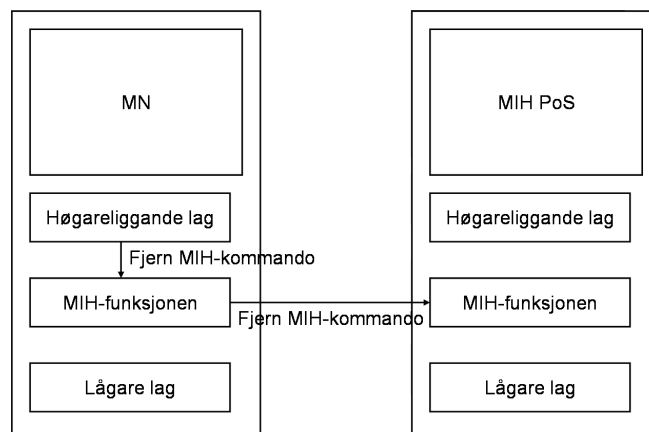 MN
MIH PoS
Høgareliggande lag
Høgareliggande lag
Fjern MIH-kommando
MIH-funksjonen
MIH-funksjonen
Fjern MIH-kommando
Lågare lag
Lågare lag